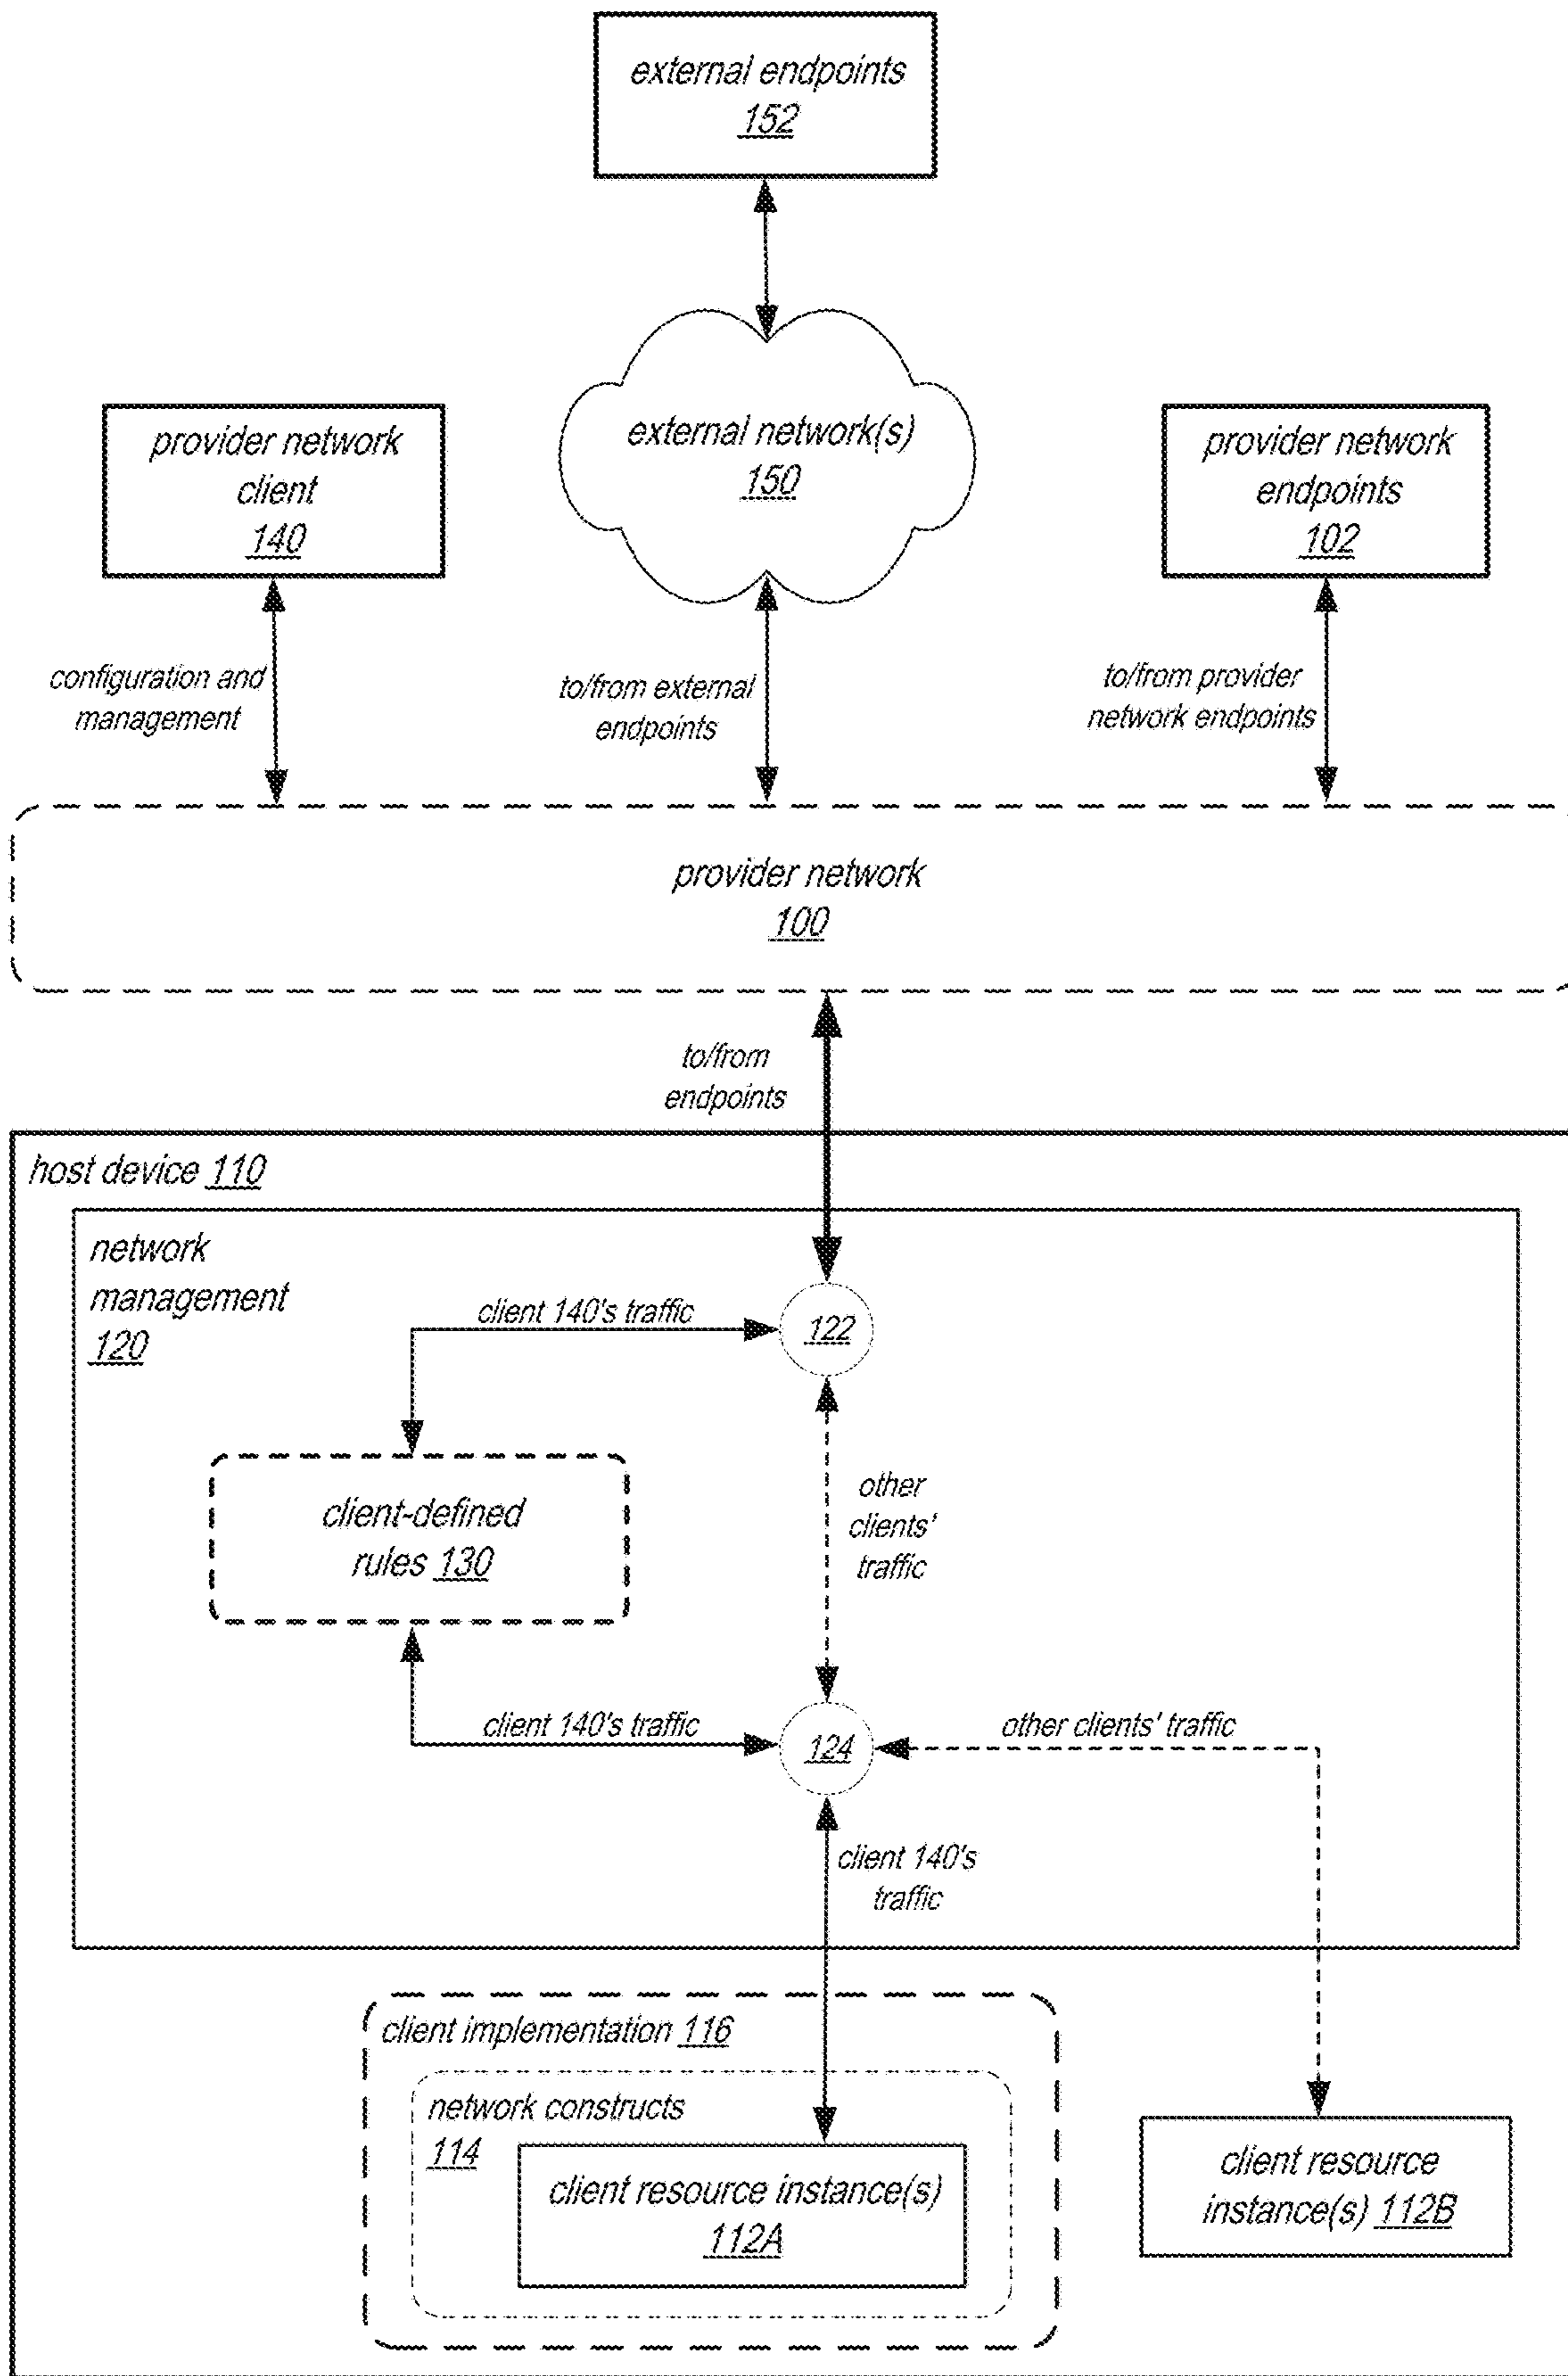 external endpoints
152
external network(s)
150
provider network
client
140
provider network
endpoints
102
configuration and
management
to/from external
endpoints
to/from provider
network endpoints
provider network
100
to/from
endpoints
host device 110
network
management
120
client 140's traffic
122
client-defined
rules 130
other
clients'
traffic
client 140's traffic
124
other clients' traffic
client 140's
traffic
client implementation 116
network constructs
114
client resource instance(s)
112A
client resource
instance(s) 112B